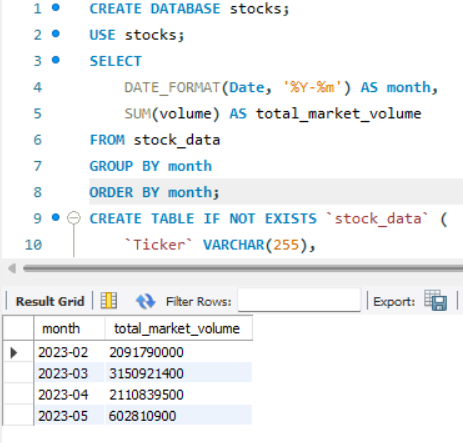 1 CREATE DATABASE stocks;
2 USE stocks;
3 SELECT
4 DATE_FORMAT(Date, '%Y-%m') AS month,
5 SUM(volume) AS total_market_volume
6 FROM stock_data
7 GROUP BY month
8 ORDER BY month;
9 CREATE TABLE IF NOT EXISTS `stock_data` (
10 `Ticker` VARCHAR(255),
Result Grid Filter Rows: Export:
month total_market_volume
2023-02 2091790000
2023-03 3150921400
2023-04 2110839500
2023-05 602810900